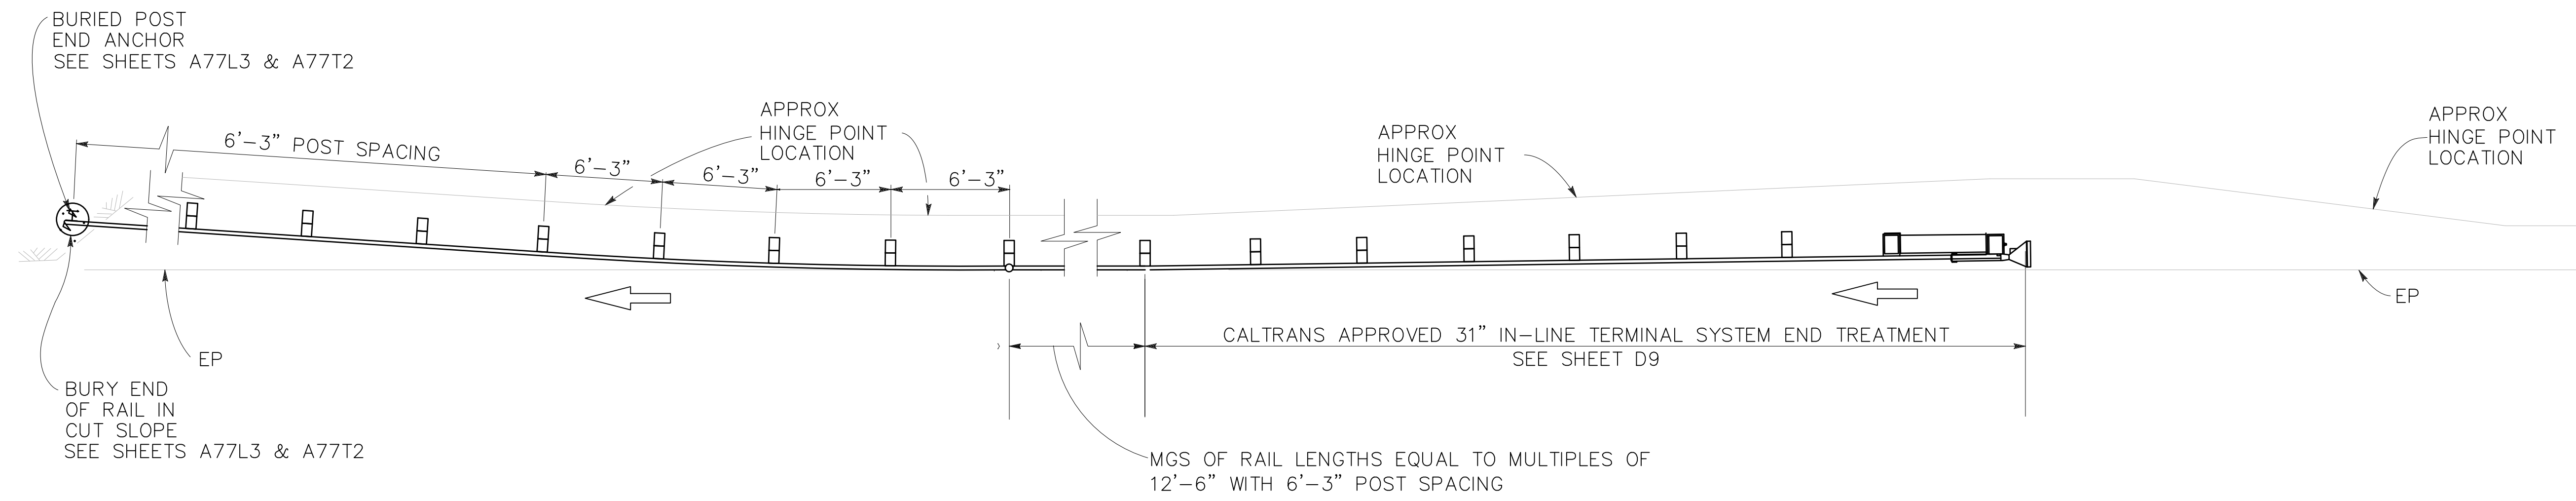 BURIED POST
END ANCHOR
SEE SHEETS A77L3 & A77T2
6'-3" POST SPACING
6'-3"
6'-3"
6'-3"
6'-3"
APPROX
HINGE POINT
LOCATION
APPROX
HINGE POINT
LOCATION
APPROX
HINGE POINT
LOCATION
EP
EP
CALTRANS APPROVED 31" IN-LINE TERMINAL SYSTEM END TREATMENT
SEE SHEET D9
BURY END
OF RAIL IN
CUT SLOPE
SEE SHEETS A77L3 & A77T2
MGS OF RAIL LENGTHS EQUAL TO MULTIPLES OF
12'-6" WITH 6'-3" POST SPACING